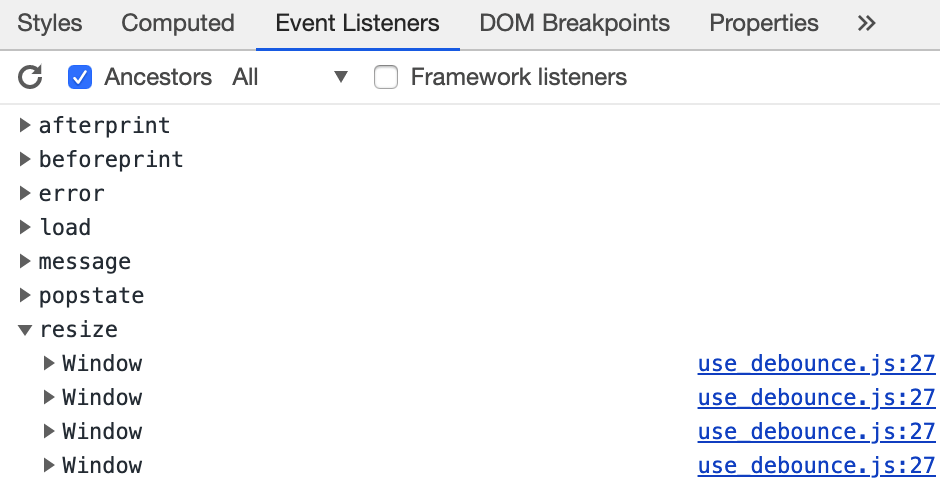 Styles Computed Event Listeners DOM Breakpoints Properties »
Ancestors All Framework listeners
afterprint
beforeprint
error
load
message
popstate
resize
Window use_debounce.js:27
Window use_debounce.js:27
Window use_debounce.js:27
Window use_debounce.js:27